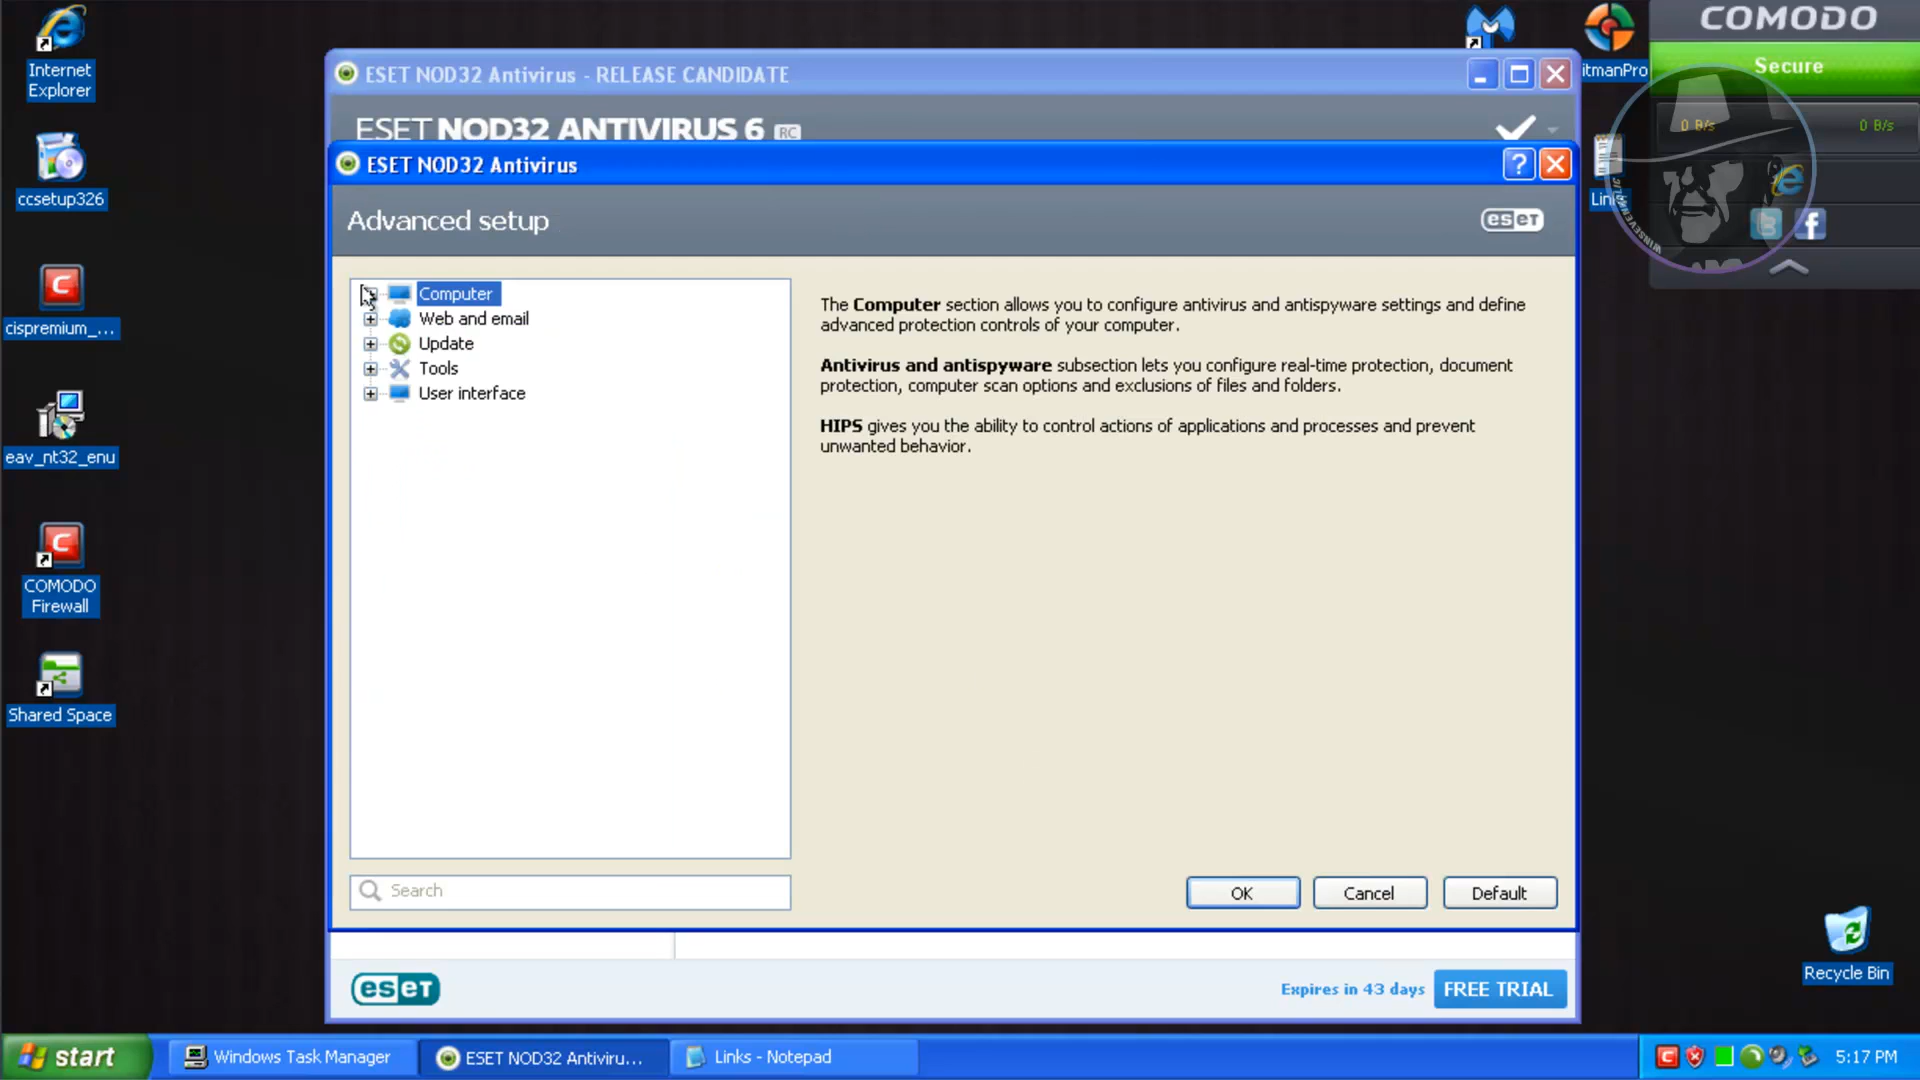 Internet
Explorer
ccsetup326
cispremium_...
eav_nt32_enu
COMODO
Firewall
Shared Space
ESET NOD32 Antivirus - RELEASE CANDIDATE
ESET NOD32 ANTIVIRUS 6 RC
ESET NOD32 Antivirus
Advanced setup
eseT
Computer
Web and email
Update
Tools
User interface
The Computer section allows you to configure antivirus and antispyware settings and define
advanced protection controls of your computer.
Antivirus and antispyware subsection lets you configure real-time protection, document
protection, computer scan options and exclusions of files and folders.
HIPS gives you the ability to control actions of applications and processes and prevent
unwanted behavior.
Search
OK
Cancel
Default
eseT
Expires in 43 days
FREE TRIAL
itmanPro
COMODO
Secure
0 B/s
0 B/s
Recycle Bin
start
Windows Task Manager
ESET NOD32 Antiviru...
Links - Notepad
5:17 PM